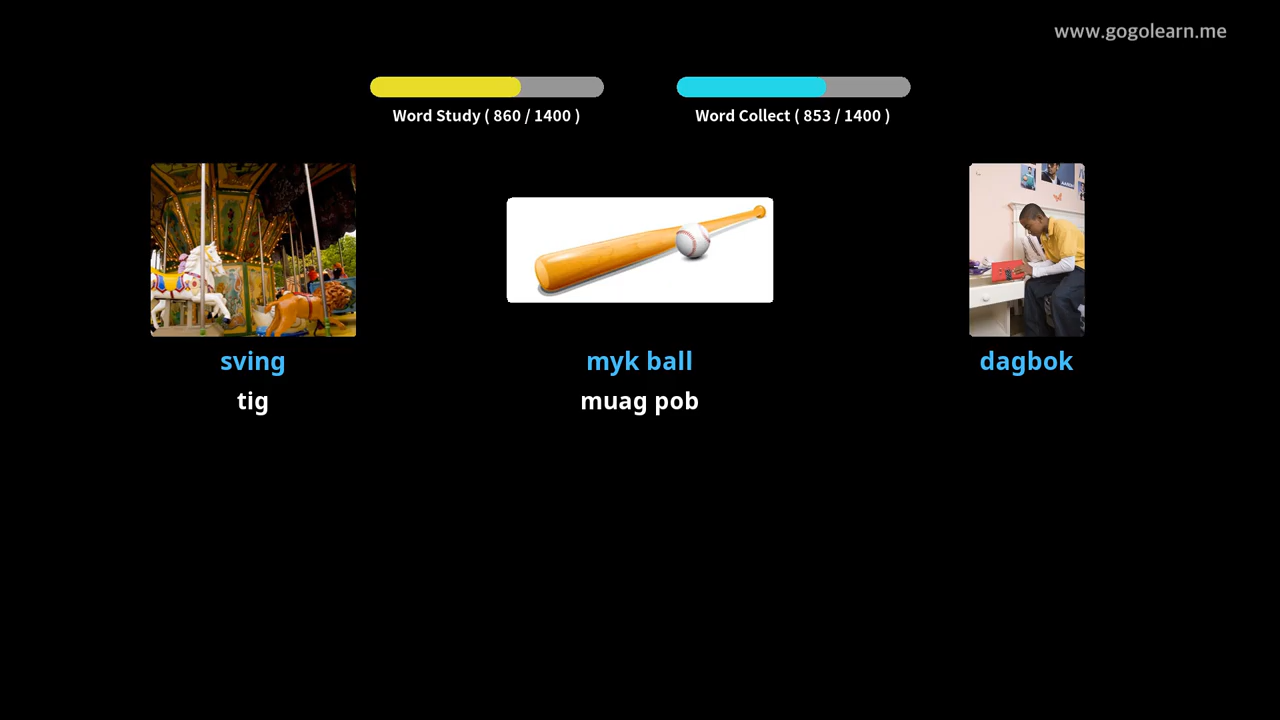 www.gogolearn.me
Word Study ( 860 / 1400 )
Word Collect ( 853 / 1400 )
sving
tig
myk ball
muag pob
dagbok